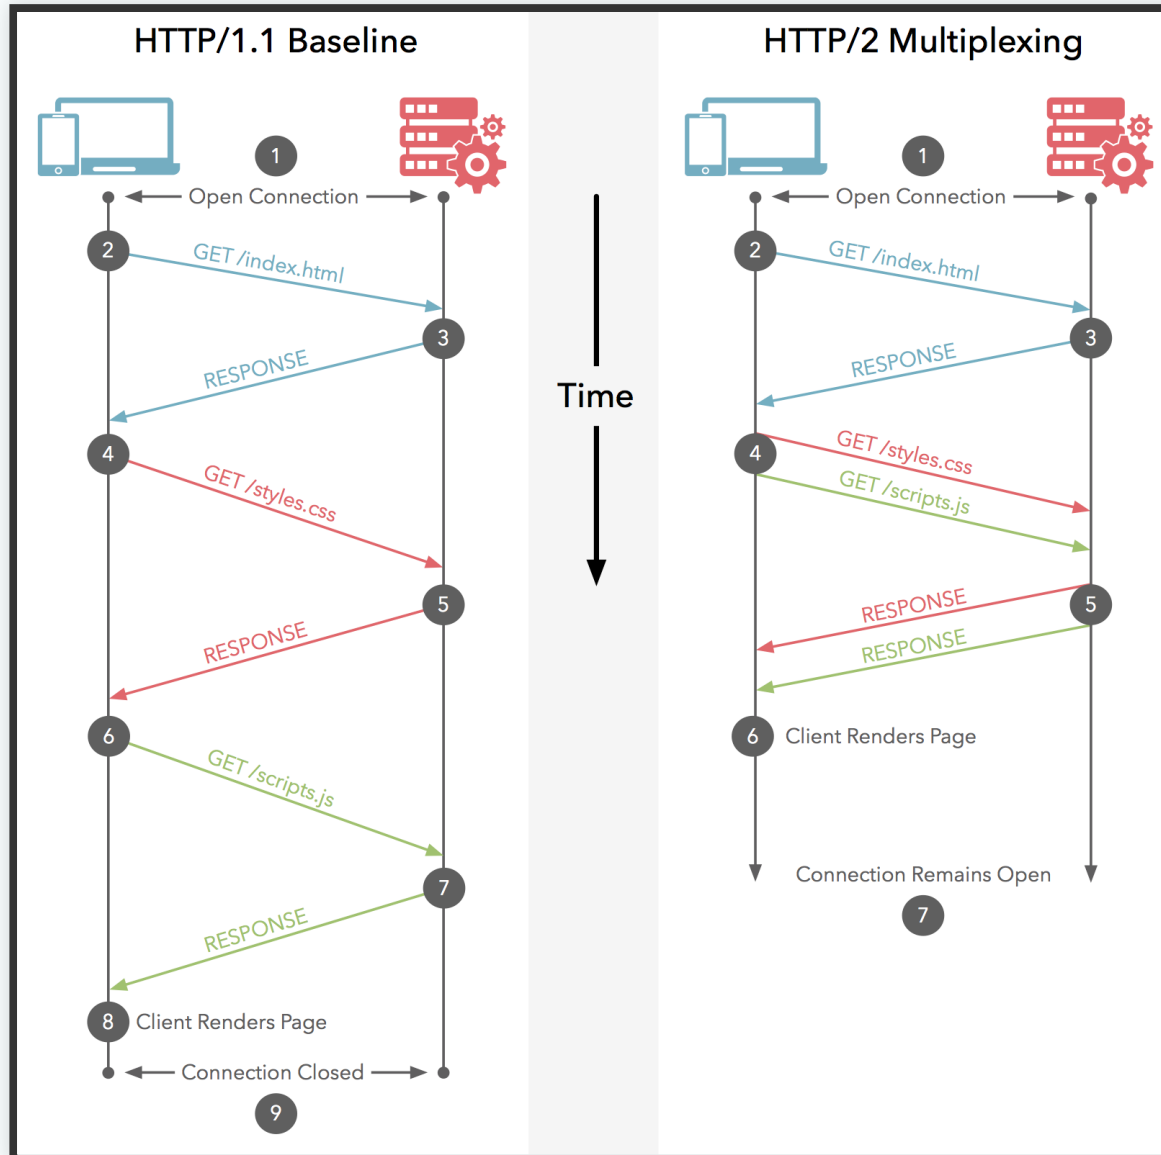 HTTP/1.1 Baseline
1
Open Connection
2
GET /index.html
3
RESPONSE
4
GET /styles.css
5
RESPONSE
6
GET /scripts.js
7
RESPONSE
8 Client Renders Page
Connection Closed
9
Time
HTTP/2 Multiplexing
1
Open Connection
2
GET /index.html
3
RESPONSE
4
GET /styles.css
GET /scripts.js
5
RESPONSE
RESPONSE
6 Client Renders Page
Connection Remains Open
7